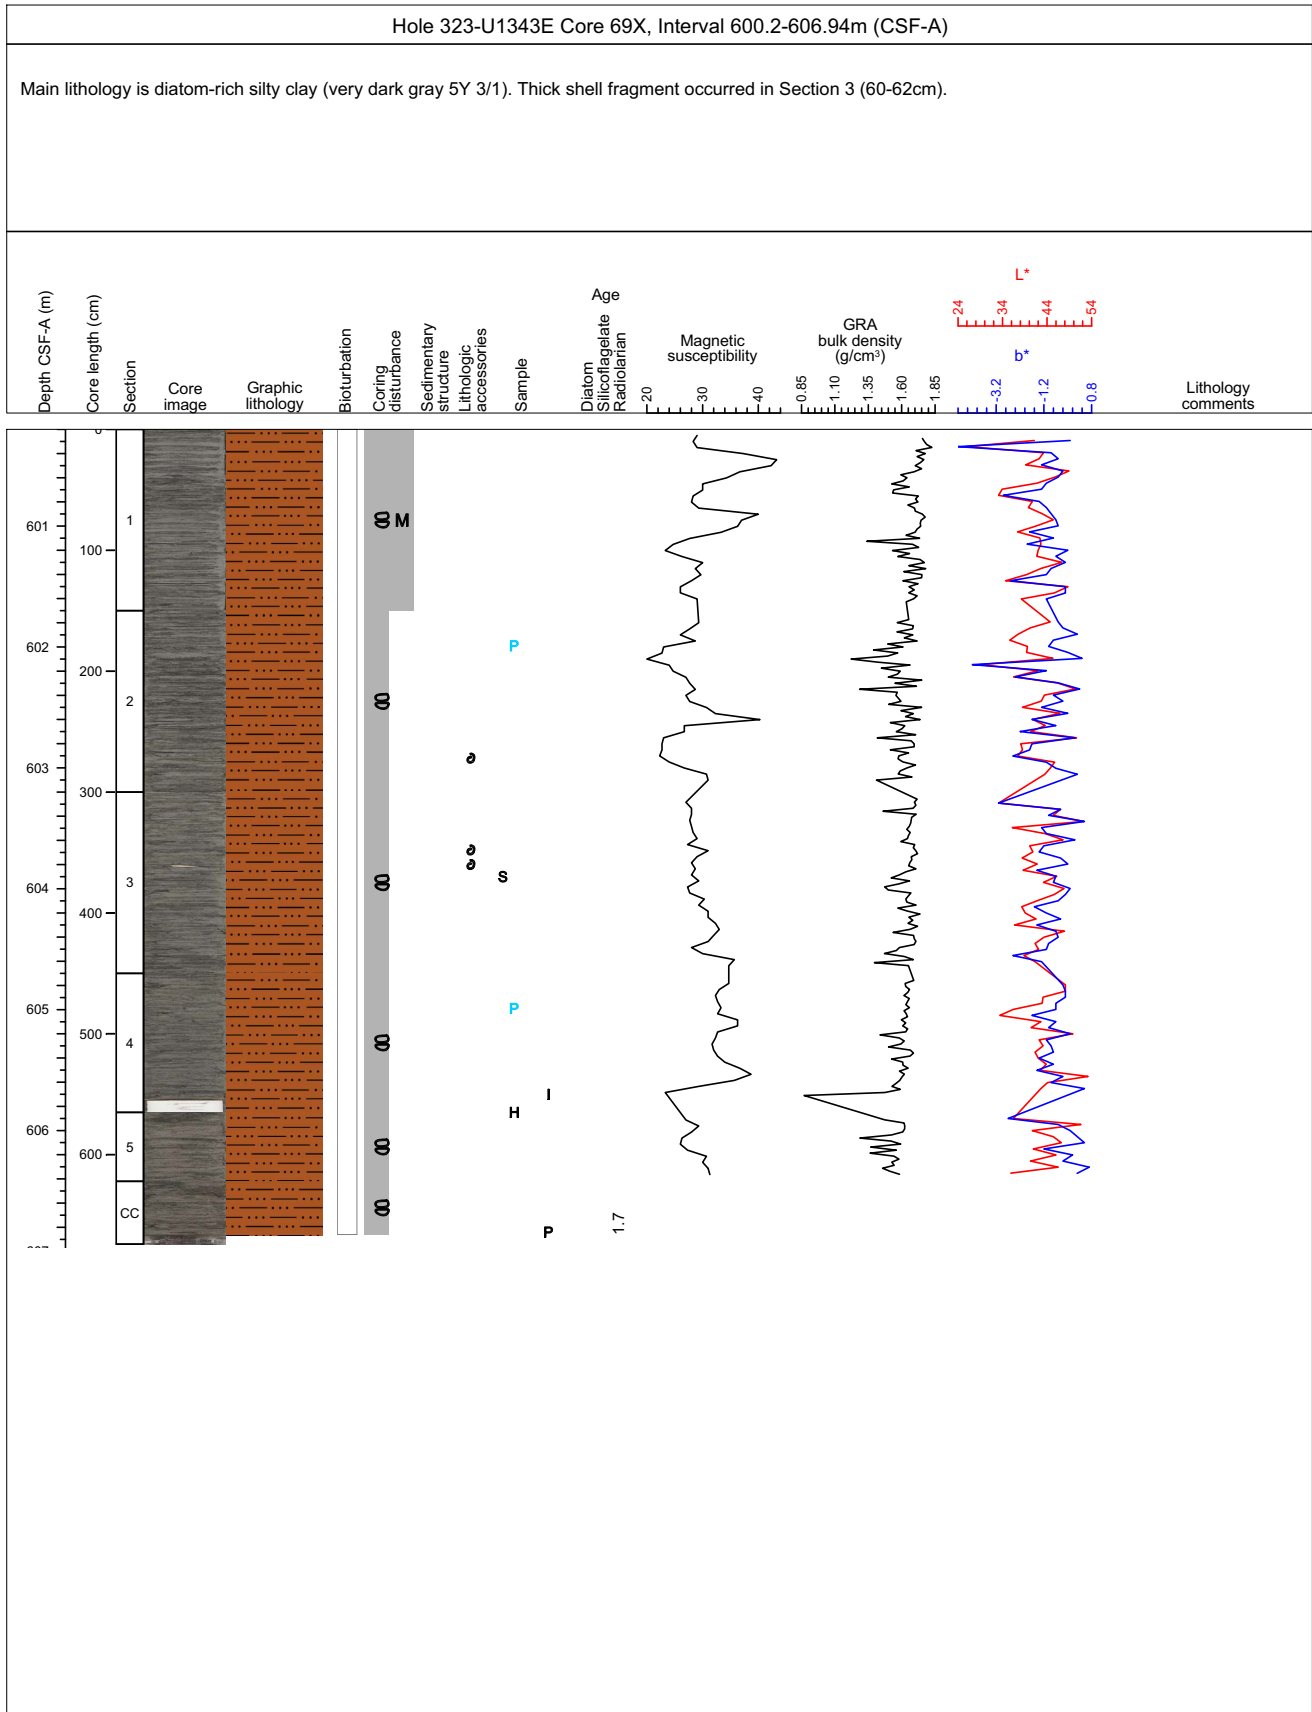 Hole 323-U1343E Core 69X, Interval 600.2-606.94m (CSF-A)
Main lithology is diatom-rich silty clay (very dark gray 5Y 3/1). Thick shell fragment occurred in Section 3 (60-62cm).
Depth CSF-A (m)
Core length (cm)
Section
Core
image
Graphic
lithology
Bioturbation
Coring
disturbance
Sedimentary
structure
Lithologic
accessories
Sample
Age
Diatom
Silicoflagelate
Radiolarian
Magnetic
susceptibility
20 30 40
GRA
bulk density
(g/cm³)
0.85 1.10 1.35 1.60 1.85
L*
24 34 44 54
b*
-3.2 -1.2 0.8
Lithology
comments
1
M
601
100
602
P
200
2
603
300
3
S
604
400
605
P
500
4
I
H
606
5
600
CC
1.7
P